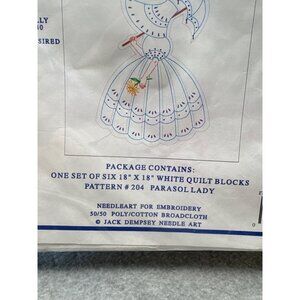 SIRED
PACKAGE CONTAINS:
ONE SET OF SIX 18" X 18" WHITE QUILT BLOCKS
PATTERN # 204 PARASOL LADY
NEEDLEART FOR EMBROIDERY
50/50 POLY/COTTON BROADCLOTH
© JACK DEMPSEY NEEDLE ART